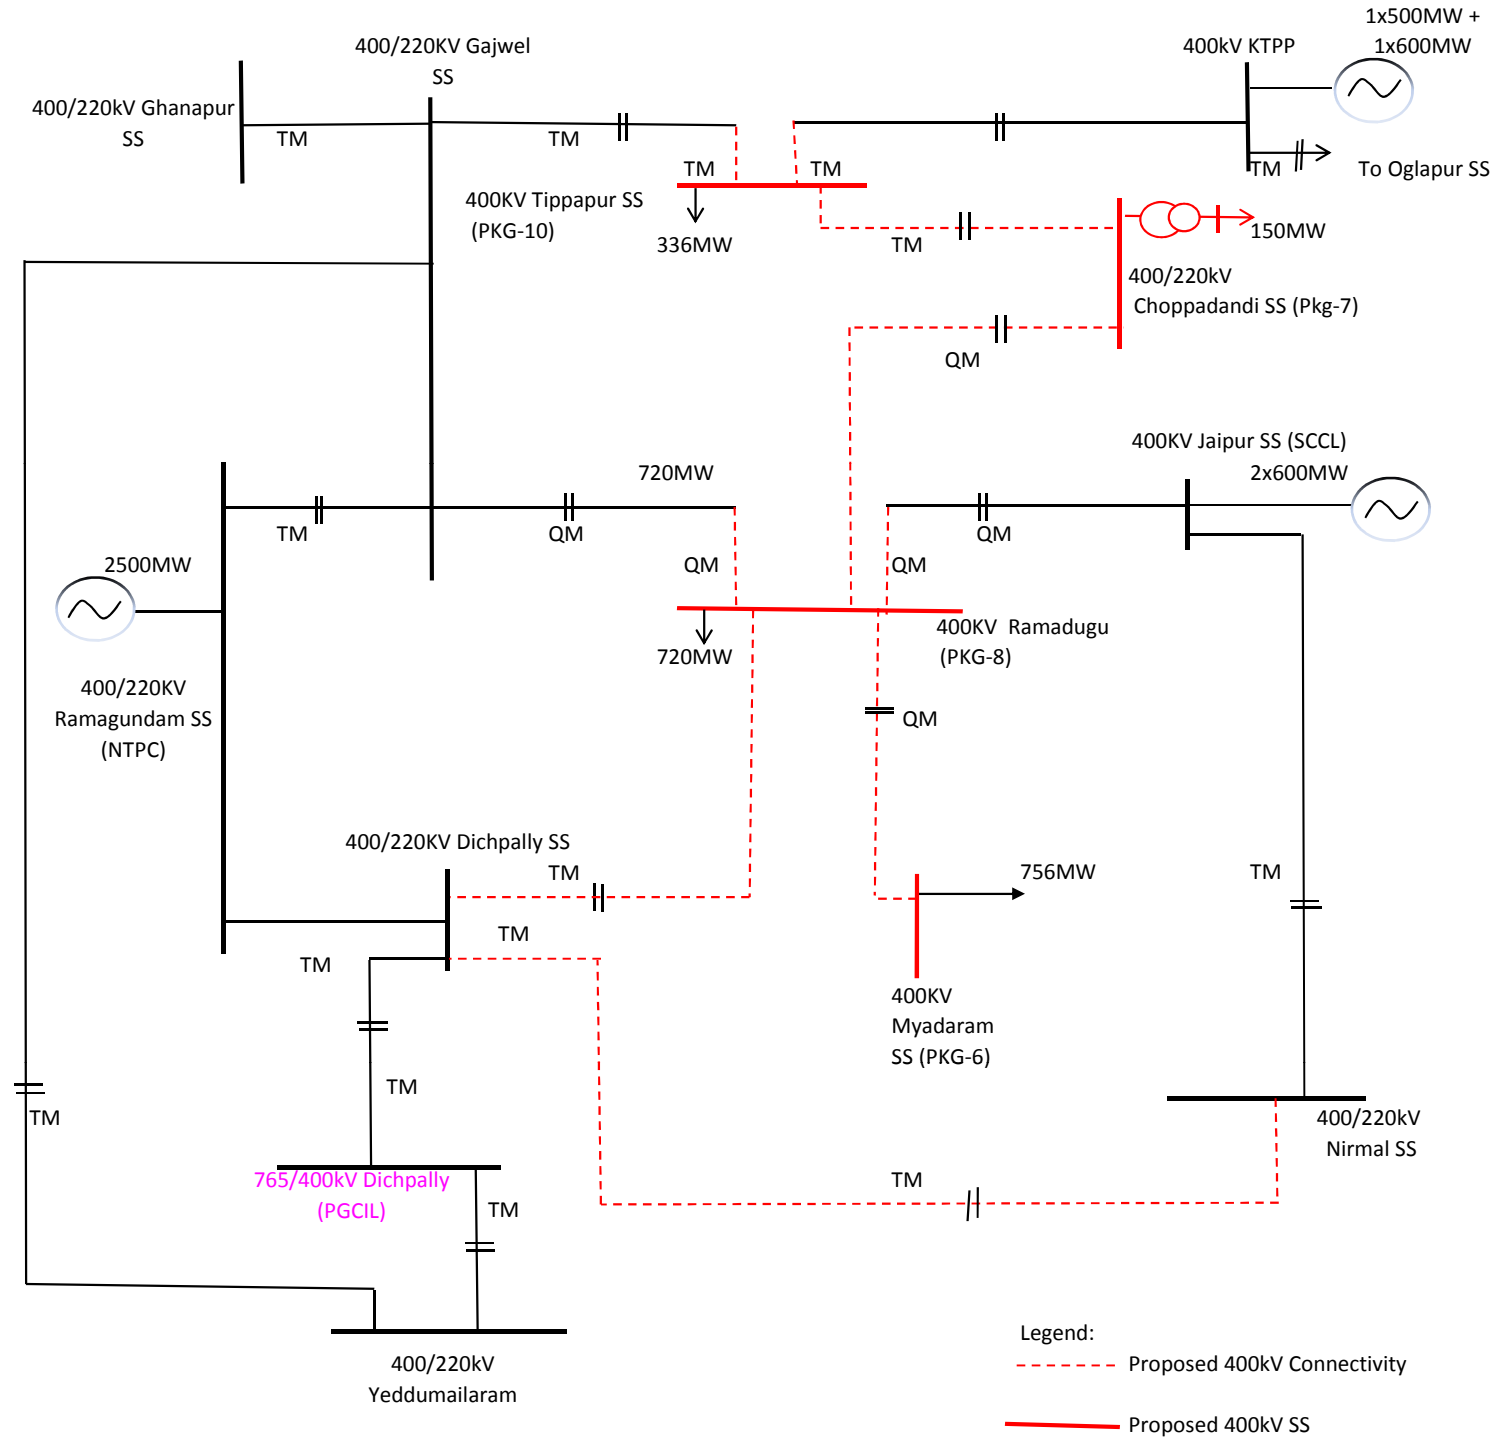 1x500MW +
1x600MW
400/220KV Gajwel
SS
400kV KTPP
400/220kV Ghanapur
SS
TM
TM
TM
TM
TM
To Oglapur SS
400KV Tippapur SS
(PKG-10)
336MW
TM
150MW
400/220kV
Choppadandi SS (Pkg-7)
QM
400KV Jaipur SS (SCCL)
2x600MW
720MW
TM
QM
QM
2500MW
QM
QM
400KV  Ramadugu
(PKG-8)
720MW
400/220KV
Ramagundam SS
(NTPC)
QM
400/220KV Dichpally SS
TM
756MW
TM
TM
TM
400KV
Myadaram
SS (PKG-6)
TM
TM
400/220kV
Nirmal SS
765/400kV Dichpally
(PGCIL)
TM
TM
Legend:
Proposed 400kV Connectivity
Proposed 400kV SS
400/220kV
Yeddumailaram